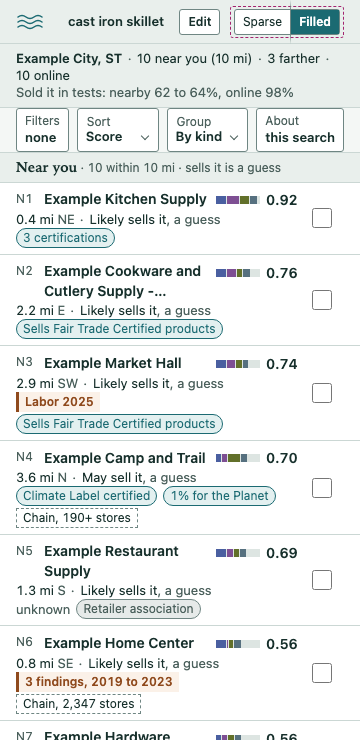 cast iron skillet Edit Sparse Filled
Example City, ST · 10 near you (10 mi) · 3 farther ·
10 online
Sold it in tests: nearby 62 to 64%, online 98%
Filters Sort Group About
none Score By kind this search
Near you · 10 within 10 mi · sells it is a guess
N1 Example Kitchen Supply 0.92
0.4 mi NE · Likely sells it, a guess
3 certifications
N2 Example Cookware and 0.76
Cutlery Supply -...
2.2 mi E · Likely sells it, a guess
Sells Fair Trade Certified products
N3 Example Market Hall 0.74
2.9 mi SW · Likely sells it, a guess
Labor 2025
Sells Fair Trade Certified products
N4 Example Camp and Trail 0.70
3.6 mi N · May sell it, a guess
Climate Label certified 1% for the Planet
Chain, 190+ stores
N5 Example Restaurant 0.69
Supply
1.3 mi S · Likely sells it, a guess
unknown Retailer association
N6 Example Home Center 0.56
0.8 mi SE · Likely sells it, a guess
3 findings, 2019 to 2023
Chain, 2,347 stores
N7 Example Hardware 0.56